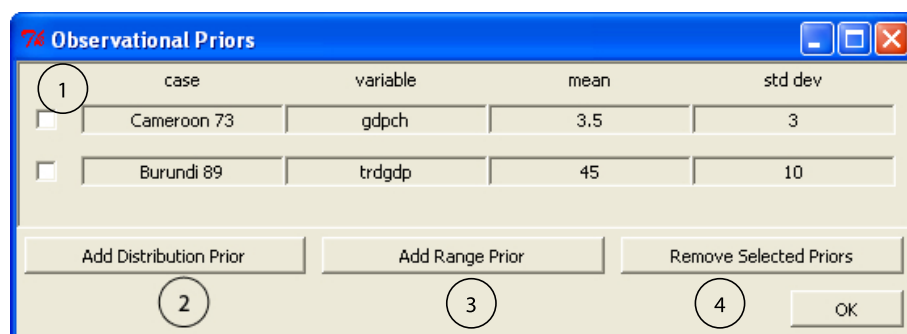 Observational Priors
1
case variable mean std dev
Cameroon 73 gdpch 3.5 3
Burundi 89 trdgdp 45 10
Add Distribution Prior Add Range Prior Remove Selected Priors
2 3 4
OK